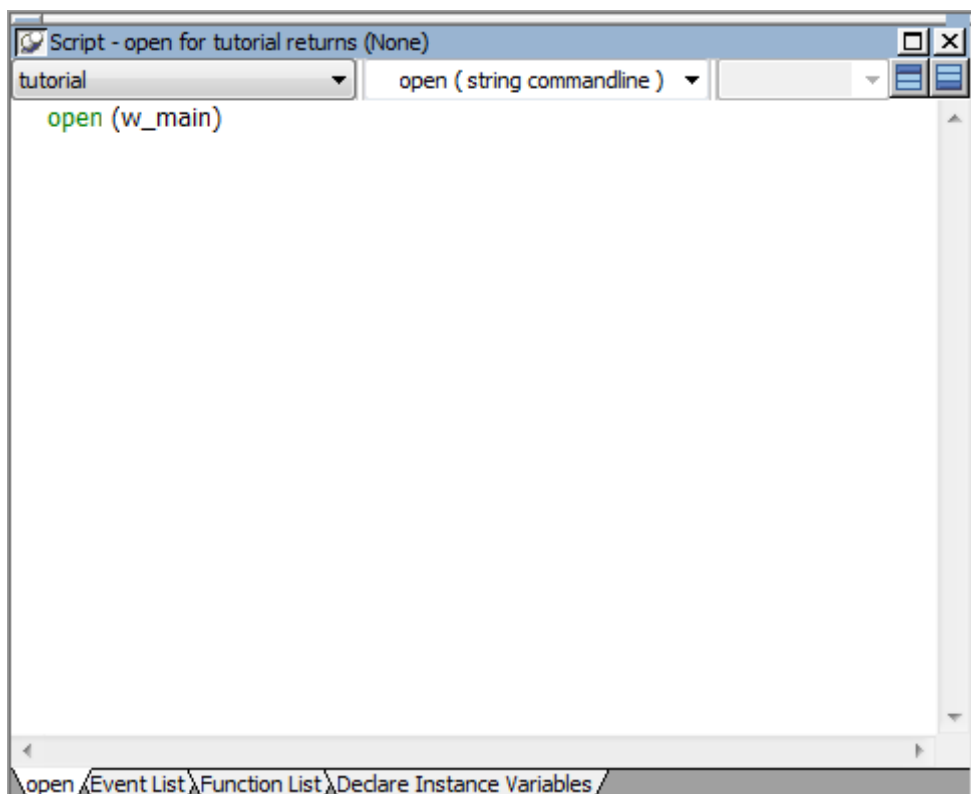 Script - open for tutorial returns (None)
tutorial open ( string commandline )
open (w_main)
open Event List Function List Declare Instance Variables